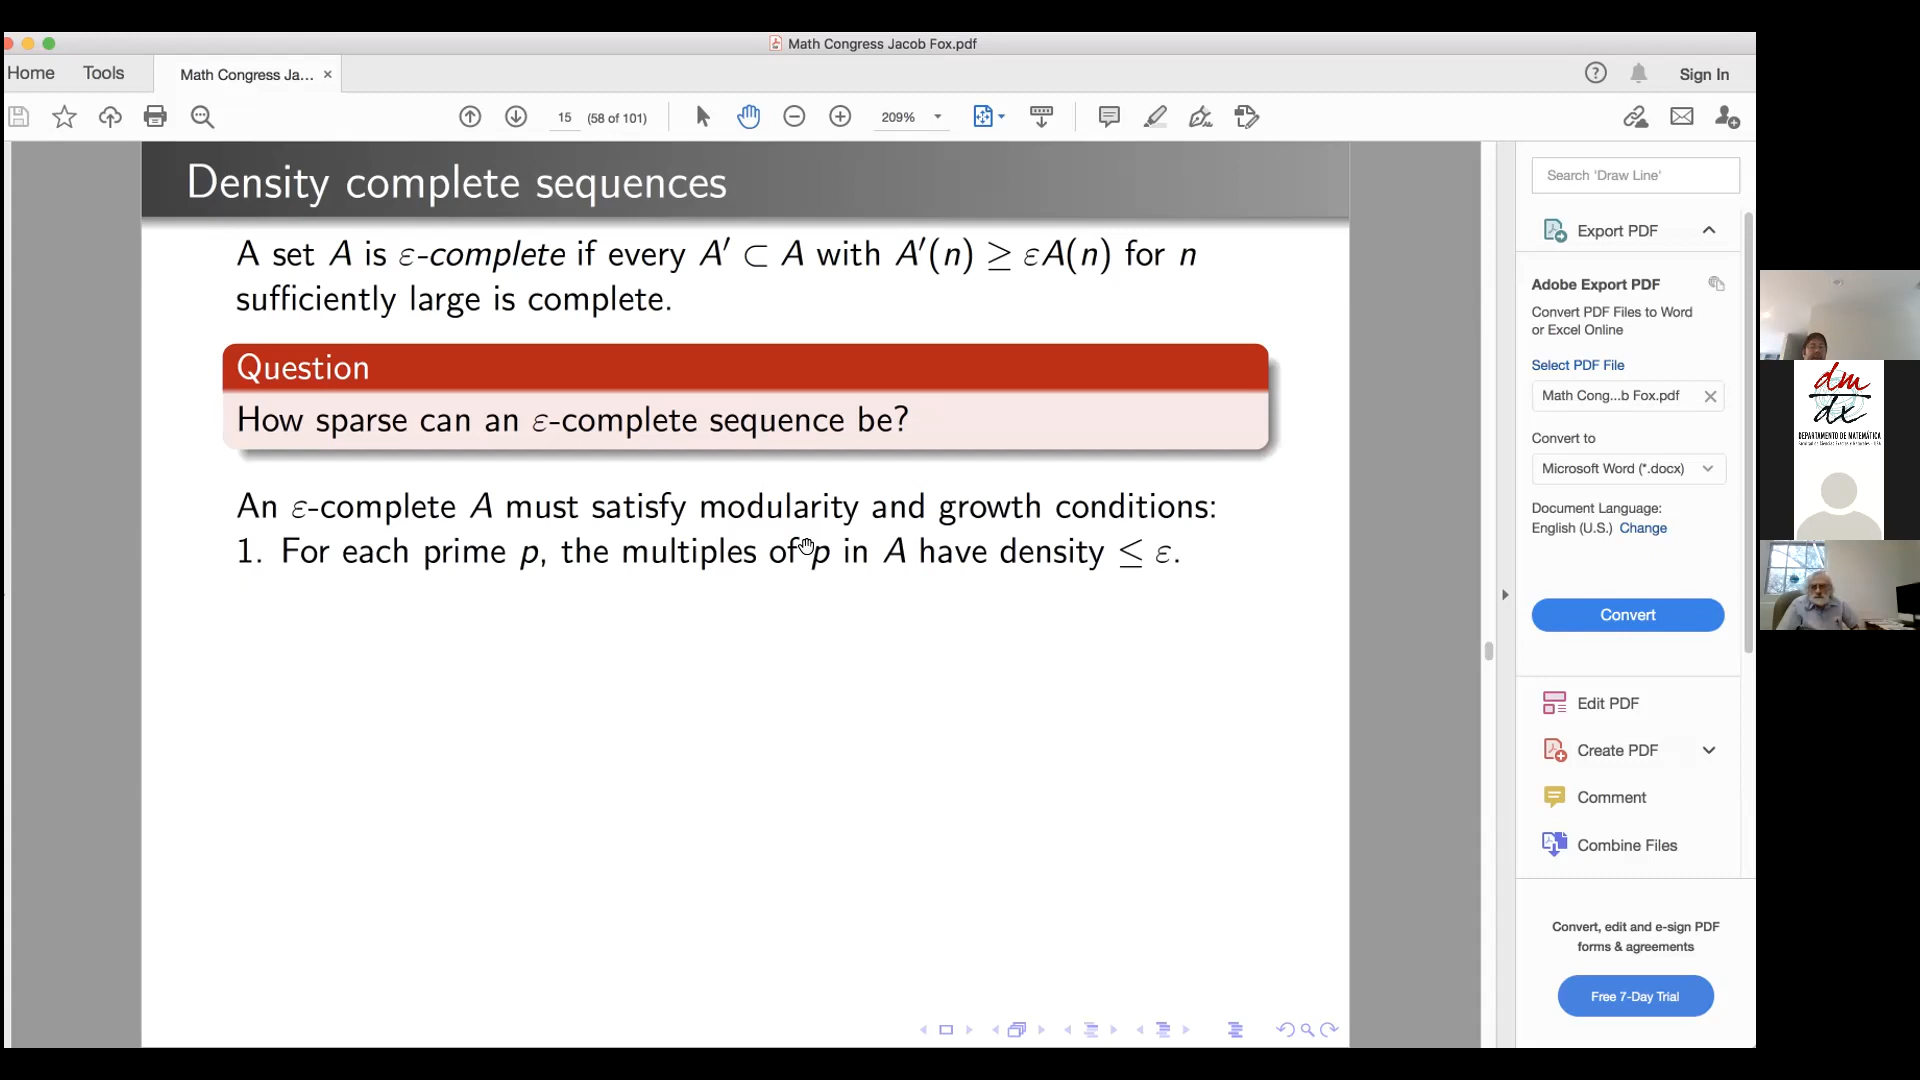 Math Congress Jacob Fox.pdf
Home Tools Math Congress Ja... × Sign In
15 (58 of 101) 209%
Density complete sequences
A set A is ε-complete if every A′ ⊂ A with A′(n) ≥ εA(n) for n
sufficiently large is complete.
Question
How sparse can an ε-complete sequence be?
An ε-complete A must satisfy modularity and growth conditions:
1. For each prime p, the multiples of p in A have density ≤ ε.
Search 'Draw Line'
Export PDF
Adobe Export PDF
Convert PDF Files to Word
or Excel Online
Select PDF File
Math Cong...b Fox.pdf
Convert to
Microsoft Word (*.docx)
Document Language:
English (U.S.) Change
Convert
Edit PDF
Create PDF
Comment
Combine Files
Convert, edit and e-sign PDF
forms & agreements
Free 7-Day Trial
dm
dx
DEPARTAMENTO DE MATEMÁTICA